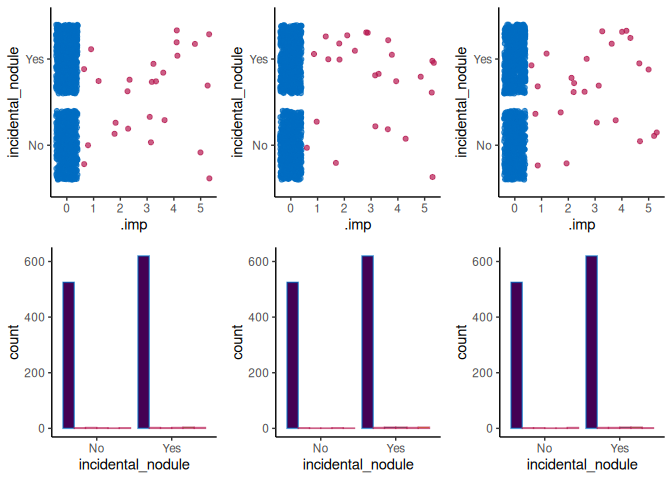 incidental_nodule
Yes
No
0 1 2 3 4 5
.imp
incidental_nodule
Yes
No
0 1 2 3 4 5
.imp
incidental_nodule
Yes
No
0 1 2 3 4 5
.imp
count
600
400
200
0
No Yes
incidental_nodule
count
600
400
200
0
No Yes
incidental_nodule
count
600
400
200
0
No Yes
incidental_nodule